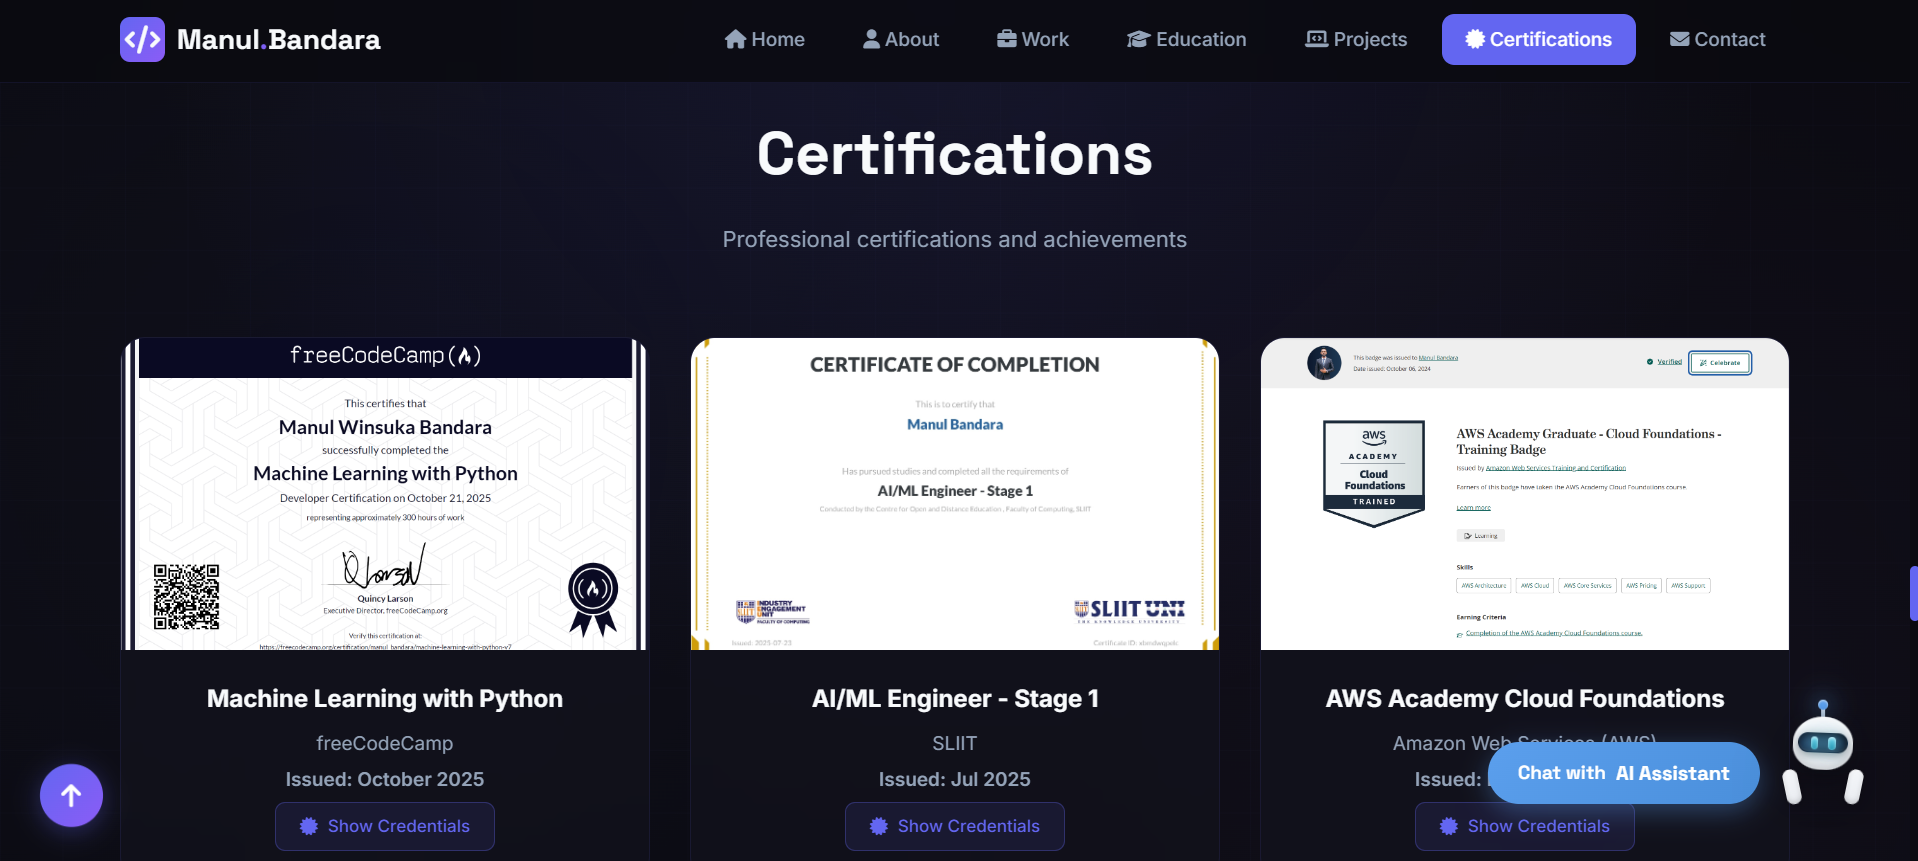 Manul.Bandara
Home
About
Work
Education
Projects
Certifications
Contact
Certifications
Professional certifications and achievements
freeCodeCamp
This certifies that
Manul Winsuka Bandara
successfully completed the
Machine Learning with Python
Developer Certification on October 21, 2025
representing approximately 300 hours of work
Quincy Larson
Executive Director, freeCodeCamp.org
Verify this certification at:
https://freecodecamp.org/certification/manul_bandara/machine-learning-with-python-v7
Machine Learning with Python
freeCodeCamp
Issued: October 2025
Show Credentials
CERTIFICATE OF COMPLETION
This is to certify that
Manul Bandara
Has pursued studies and completed all the requirements of
AI/ML Engineer - Stage 1
Conducted by the Centre for Open and Distance Education, Faculty of Computing, SLIIT
INDUSTRY
ENGAGEMENT
UNIT
FACULTY OF COMPUTING
SLIIT UNI
THE KNOWLEDGE UNIVERSITY
Issued: 2025-07-23
Certificate ID:
AI/ML Engineer - Stage 1
SLIIT
Issued: Jul 2025
Show Credentials
This badge was issued to Manul Bandara
Date issued: October 06, 2024
Verified
Celebrate
aws
ACADEMY
Cloud
Foundations
TRAINED
AWS Academy Graduate - Cloud Foundations -
Training Badge
Issued by Amazon Web Services Training and Certification
Earners of this badge have taken the AWS Academy Cloud Foundations course.
Learn more
Learning
Skills
AWS Architecture
AWS Cloud
AWS Core Services
AWS Pricing
AWS Support
Earning Criteria
Completion of the AWS Academy Cloud Foundations course.
AWS Academy Cloud Foundations
Amazon Web Services (AWS)
Issued:
Show Credentials
Chat with AI Assistant